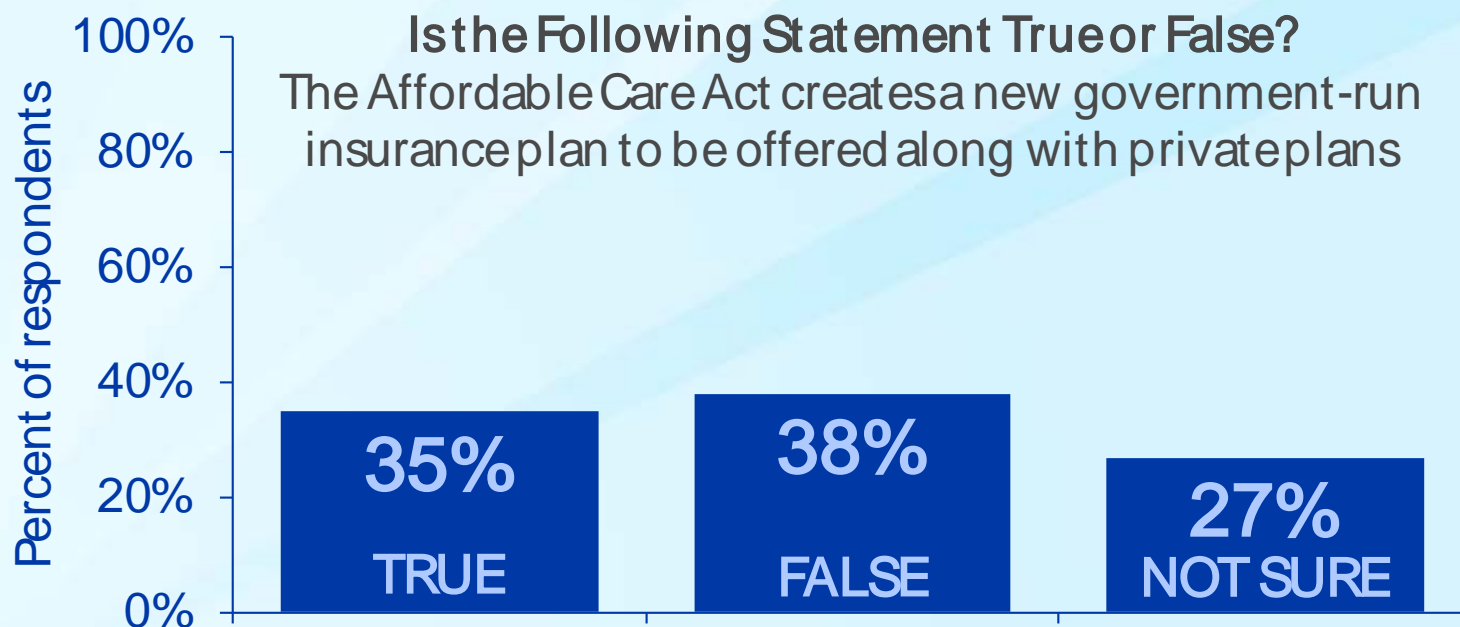 Is the Following Statement True or False?
The Affordable Care Act creates a new government-run
insurance plan to be offered along with private plans
Percent of respondents
100%
80%
60%
40%
20%
0%
35%
TRUE
38%
FALSE
27%
NOT SURE